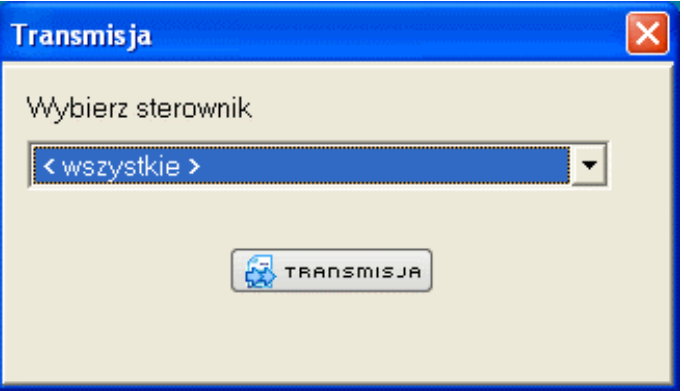 Transmisja
Wybierz sterownik
< wszystkie >
TRANSMISJA